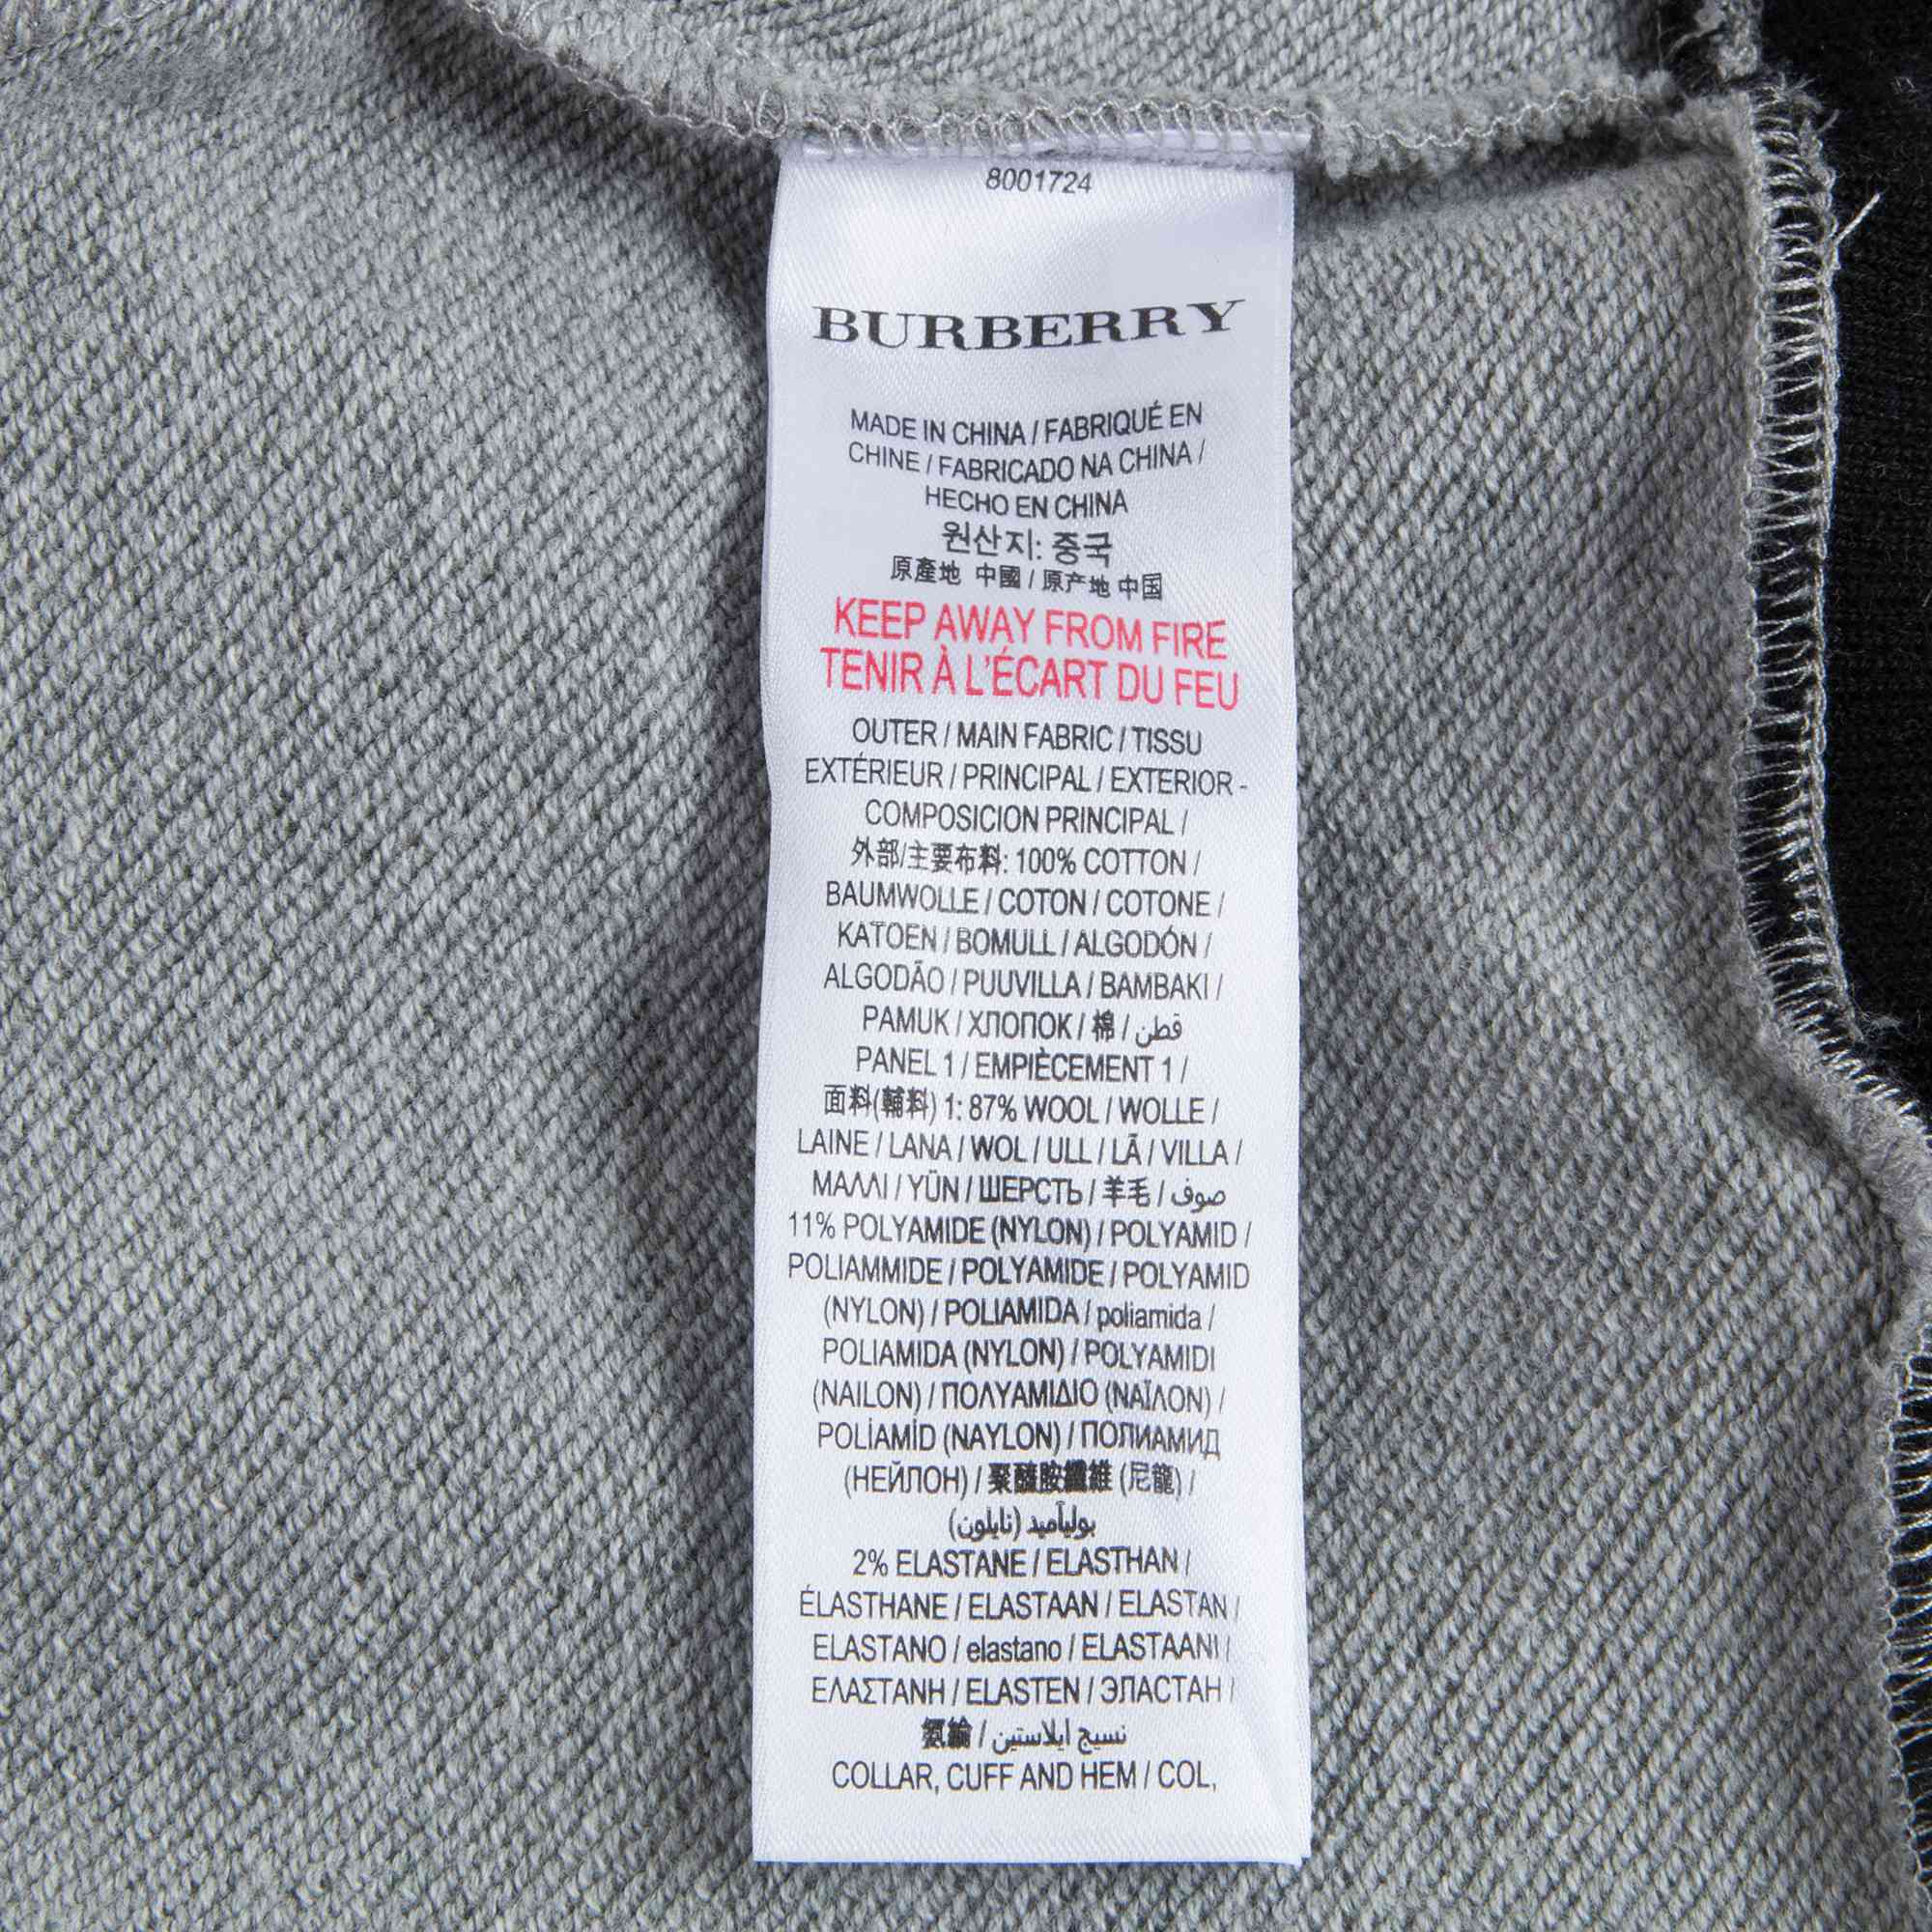 8001724
BURBERRY
MADE IN CHINA / FABRIQUÉ EN
CHINE / FABRICADO NA CHINA /
HECHO EN CHINA
원산지: 중국
原產地 中國 / 原产地 中国
KEEP AWAY FROM FIRE
TENIR À L'ÉCART DU FEU
OUTER / MAIN FABRIC / TISSU
EXTÉRIEUR / PRINCIPAL / EXTERIOR -
COMPOSICION PRINCIPAL /
外部/主要布料: 100% COTTON /
BAUMWOLLE / COTON / COTONE /
KATOEN / BOMULL / ALGODÓN /
ALGODÃO / PUUVILLA / BAMBAKI /
PAMUK / ХЛОПОК / 棉 / قطن
PANEL 1 / EMPIÈCEMENT 1 /
面料(輔料) 1: 87% WOOL / WOLLE /
LAINE / LANA / WOL / ULL / LÃ / VILLA /
ΜΑΛΛΙ / YÜN / ШЕРСТЬ / 羊毛 / صوف
11% POLYAMIDE (NYLON) / POLYAMID /
POLIAMMIDE / POLYAMIDE / POLYAMID
(NYLON) / POLIAMIDA / poliamida /
POLIAMIDA (NYLON) / POLYAMIDI
(NAILON) / ΠΟΛΥΑΜΙΔΙΟ (ΝΑΪΛΟΝ) /
POLİAMİD (NAYLON) / ПОЛИАМИД
(НЕЙЛОН) / 聚醯胺纖維 (尼龍) /
بولياميد (نايلون)
2% ELASTANE / ELASTHAN /
ÉLASTHANE / ELASTAAN / ELASTAN /
ELASTANO / elastano / ELASTAANI /
ΕΛΑΣΤΑΝΗ / ELASTEN / ЭЛАСТАН /
氨綸 / نسيج ايلاستين
COLLAR, CUFF AND HEM / COL,